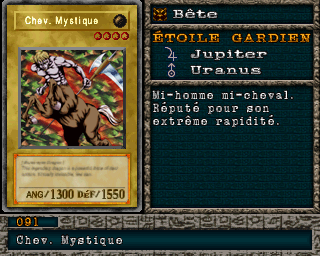 Chev. Mystique
Bête
ÉTOILE GARDIEN
Jupiter
Uranus
Mi-homme mi-cheval.
Réputé pour son
extrême rapidité.
ANG/1300 DÉF/1550
091
Chev. Mystique